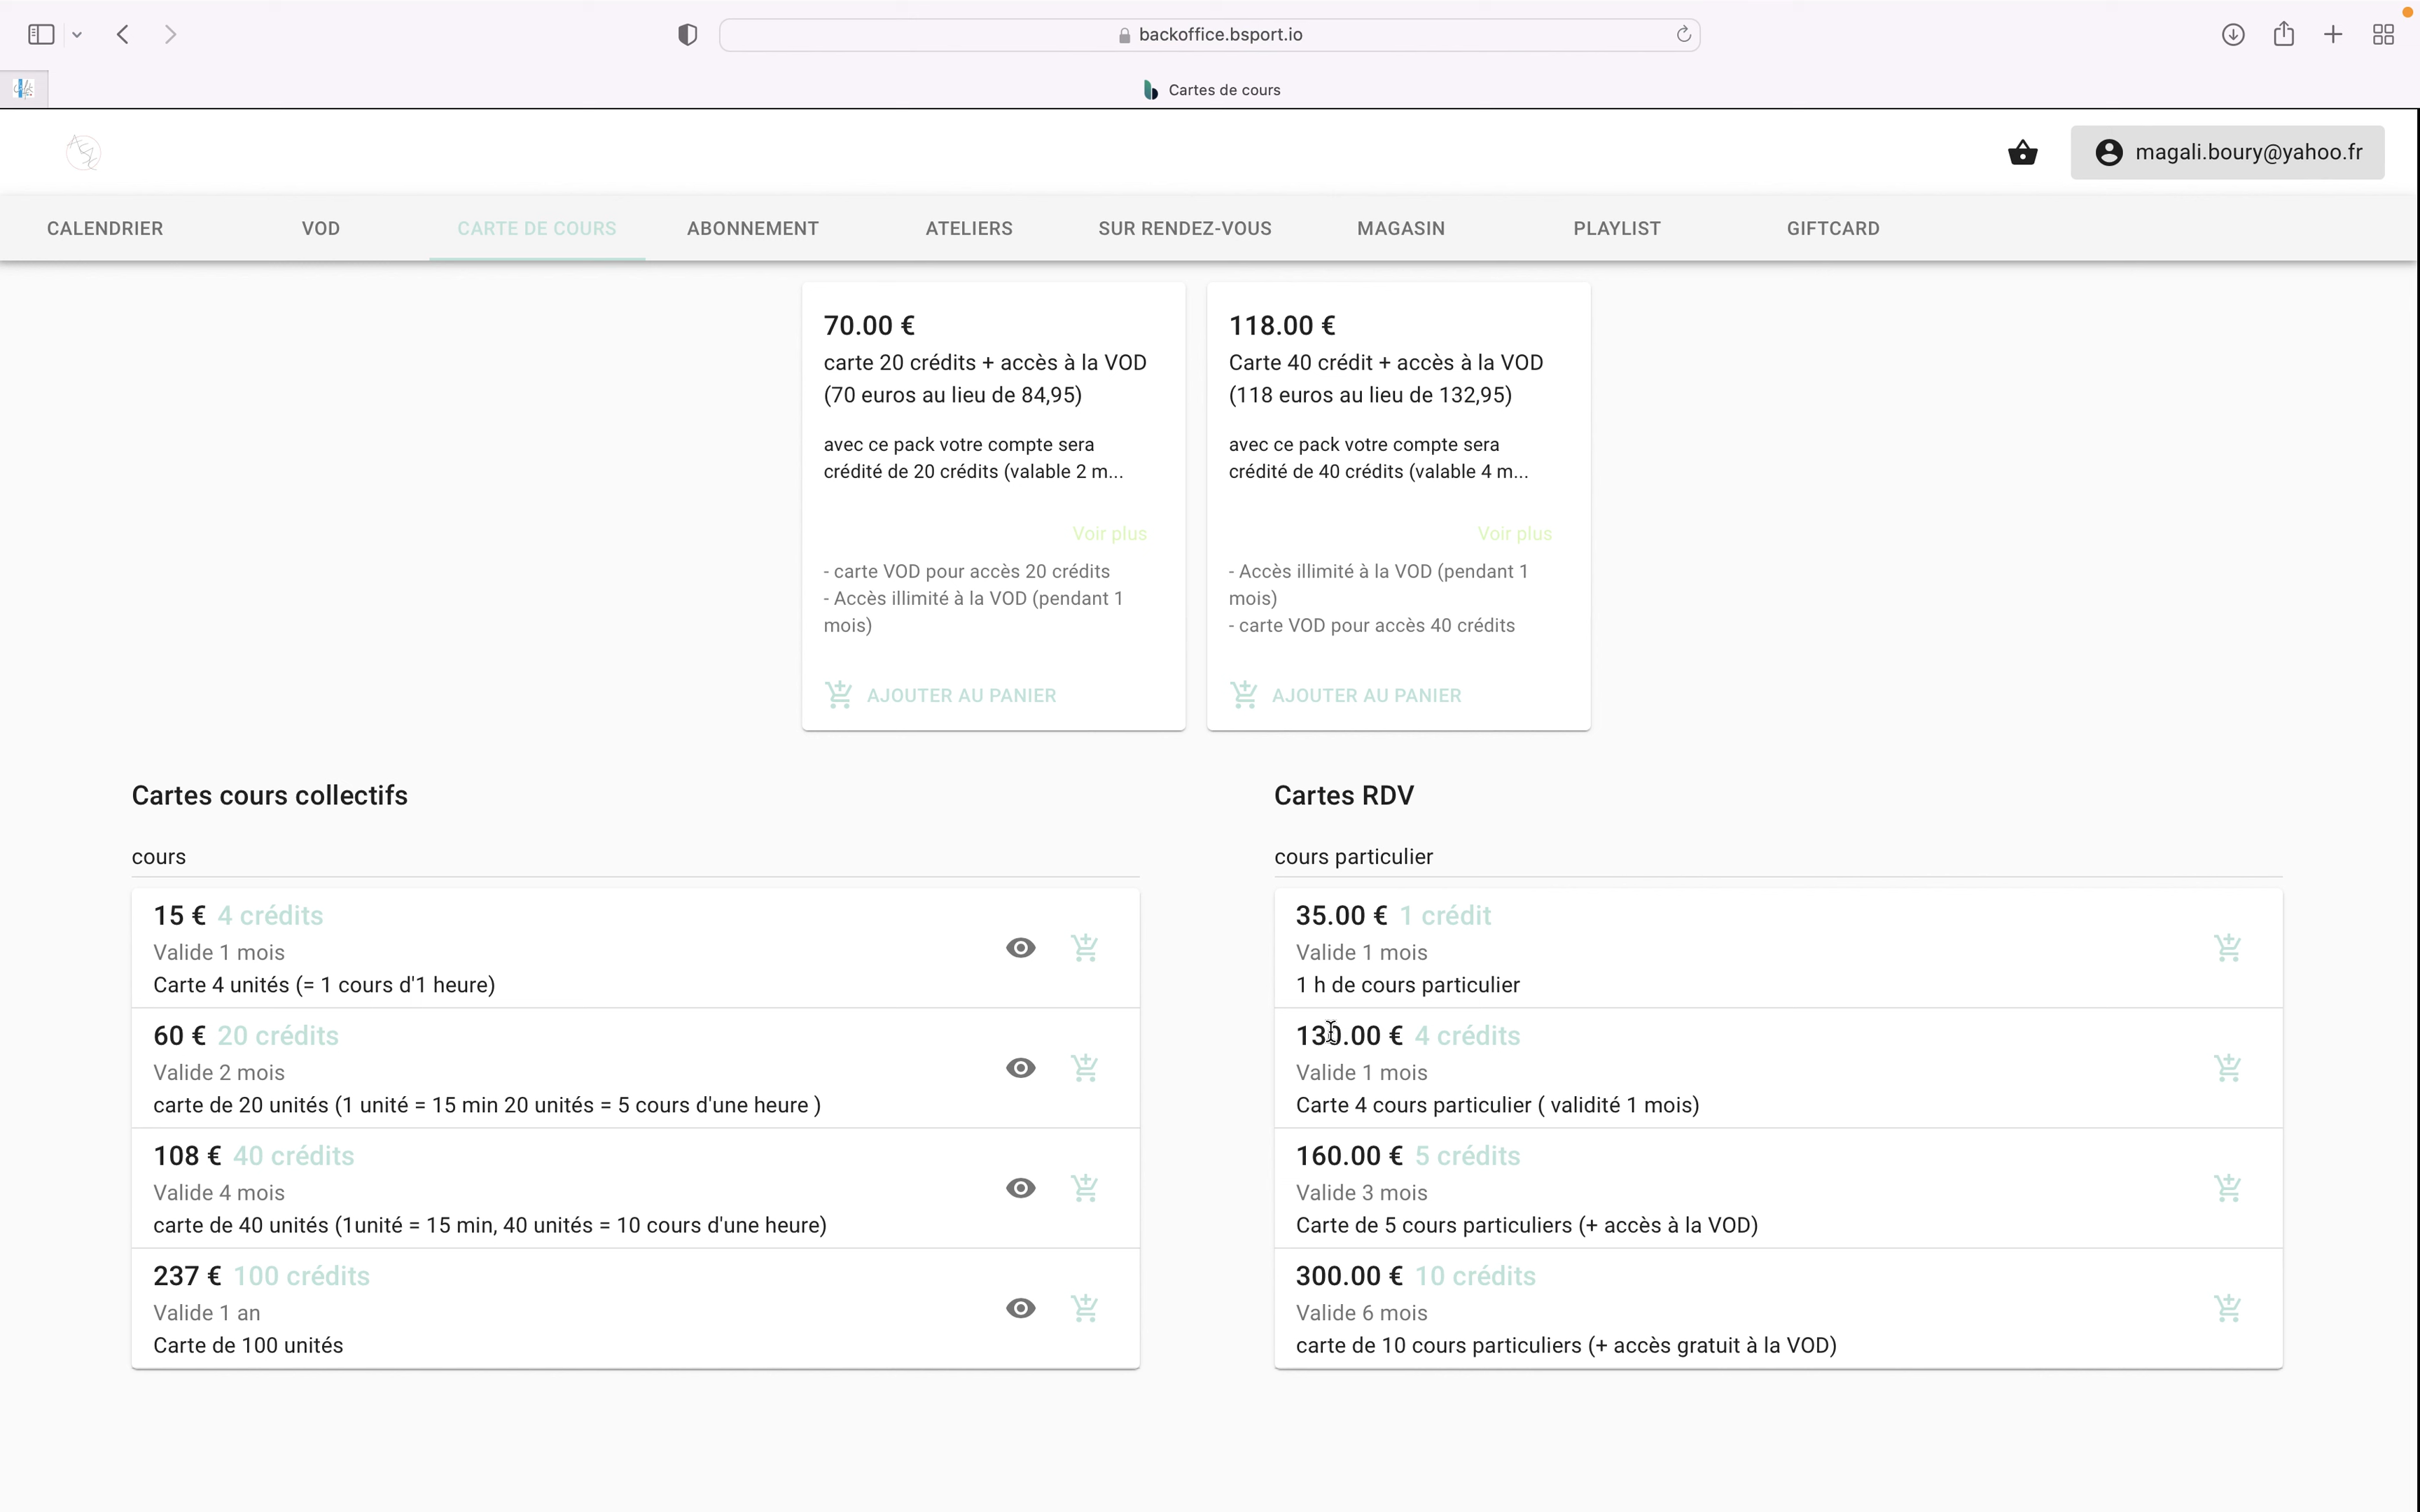 backoffice.bsport.io
Cartes de cours
magali.boury@yahoo.fr
CALENDRIER VOD CARTE DE COURS ABONNEMENT ATELIERS SUR RENDEZ-VOUS MAGASIN PLAYLIST GIFTCARD
70.00 €
carte 20 crédits + accès à la VOD
(70 euros au lieu de 84,95)
avec ce pack votre compte sera
crédité de 20 crédits (valable 2 m...
Voir plus
- carte VOD pour accès 20 crédits
- Accès illimité à la VOD (pendant 1
mois)
AJOUTER AU PANIER
118.00 €
Carte 40 crédit + accès à la VOD
(118 euros au lieu de 132,95)
avec ce pack votre compte sera
crédité de 40 crédits (valable 4 m...
Voir plus
- Accès illimité à la VOD (pendant 1
mois)
- carte VOD pour accès 40 crédits
AJOUTER AU PANIER
Cartes cours collectifs
cours
15 € 4 crédits
Valide 1 mois
Carte 4 unités (= 1 cours d'1 heure)
60 € 20 crédits
Valide 2 mois
carte de 20 unités (1 unité = 15 min 20 unités = 5 cours d'une heure )
108 € 40 crédits
Valide 4 mois
carte de 40 unités (1unité = 15 min, 40 unités = 10 cours d'une heure)
237 € 100 crédits
Valide 1 an
Carte de 100 unités
Cartes RDV
cours particulier
35.00 € 1 crédit
Valide 1 mois
1 h de cours particulier
130.00 € 4 crédits
Valide 1 mois
Carte 4 cours particulier ( validité 1 mois)
160.00 € 5 crédits
Valide 3 mois
Carte de 5 cours particuliers (+ accès à la VOD)
300.00 € 10 crédits
Valide 6 mois
carte de 10 cours particuliers (+ accès gratuit à la VOD)